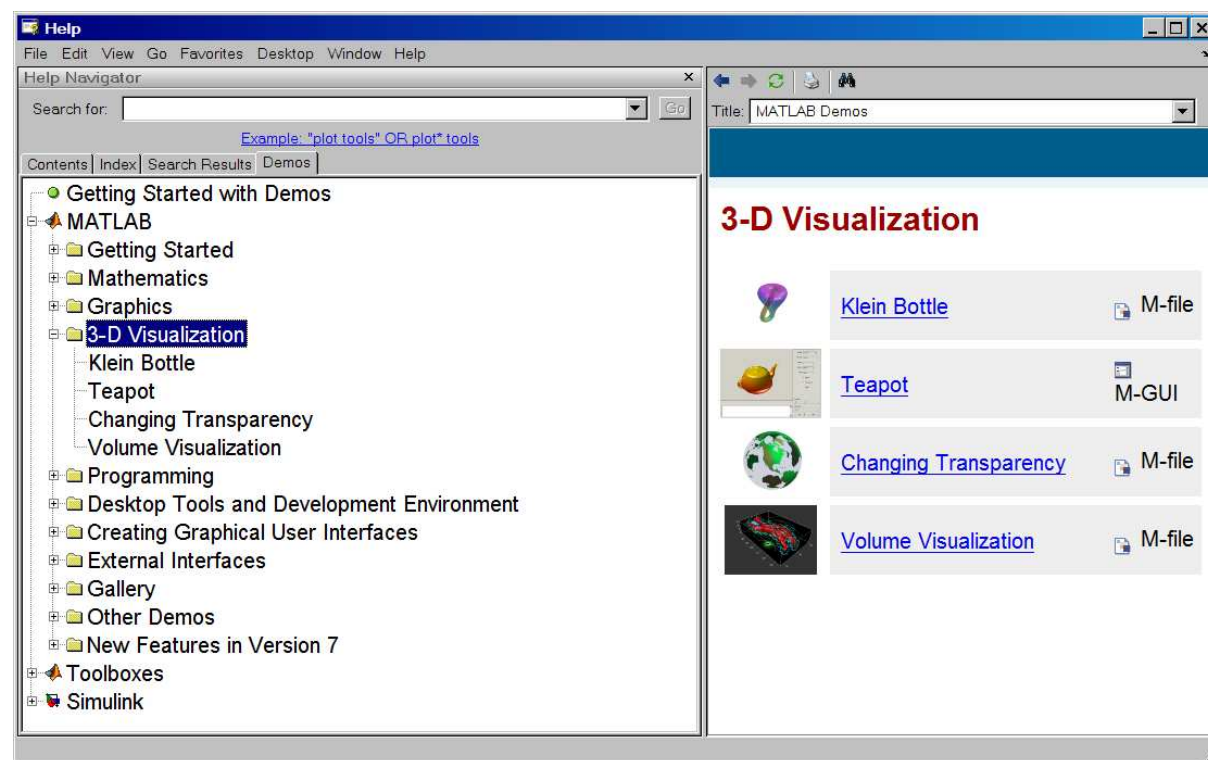 Help
File Edit View Go Favorites Desktop Window Help
Help Navigator
Search for:
Go
Example: "plot tools" OR plot* tools
Contents Index Search Results Demos
Getting Started with Demos
MATLAB
Getting Started
Mathematics
Graphics
3-D Visualization
Klein Bottle
Teapot
Changing Transparency
Volume Visualization
Programming
Desktop Tools and Development Environment
Creating Graphical User Interfaces
External Interfaces
Gallery
Other Demos
New Features in Version 7
Toolboxes
Simulink
Title: MATLAB Demos
3-D Visualization
Klein Bottle M-file
Teapot M-GUI
Changing Transparency M-file
Volume Visualization M-file